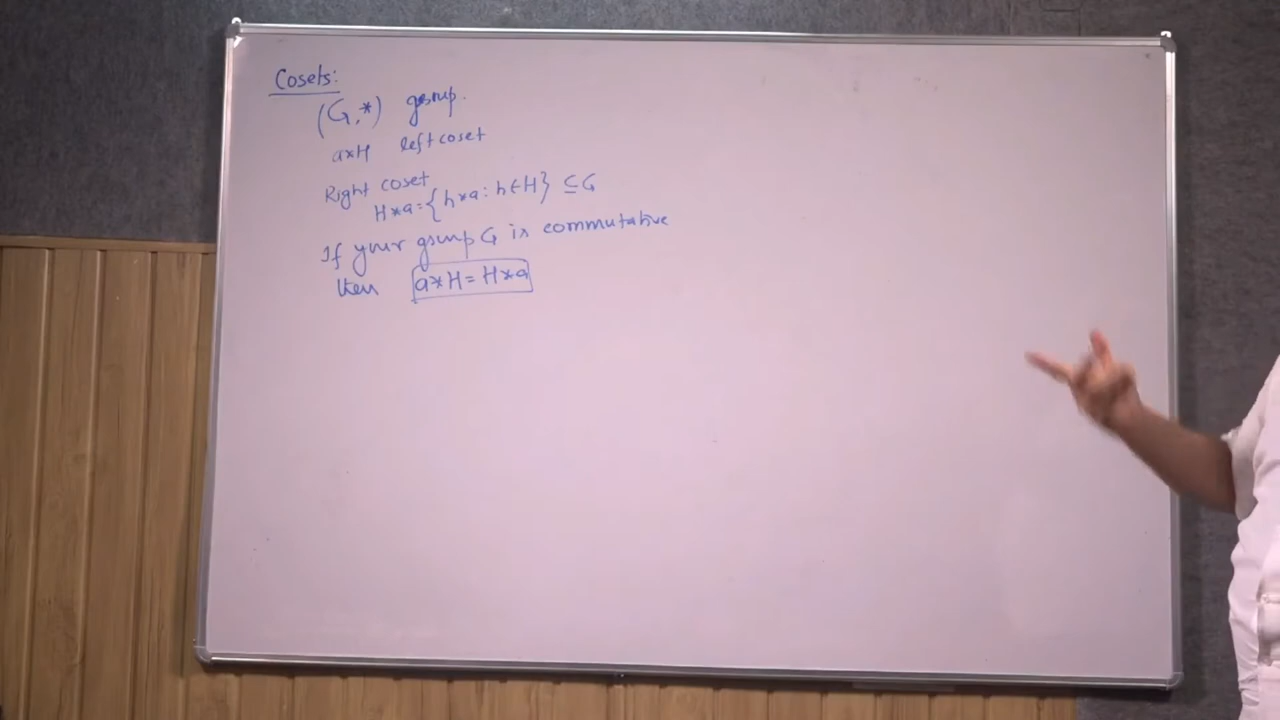 Cosets:
(G,*) group.
a*H left coset
Right coset
H*a={h*a:h∈H} ⊆G
If your group G is commutative
then a*H=H*a